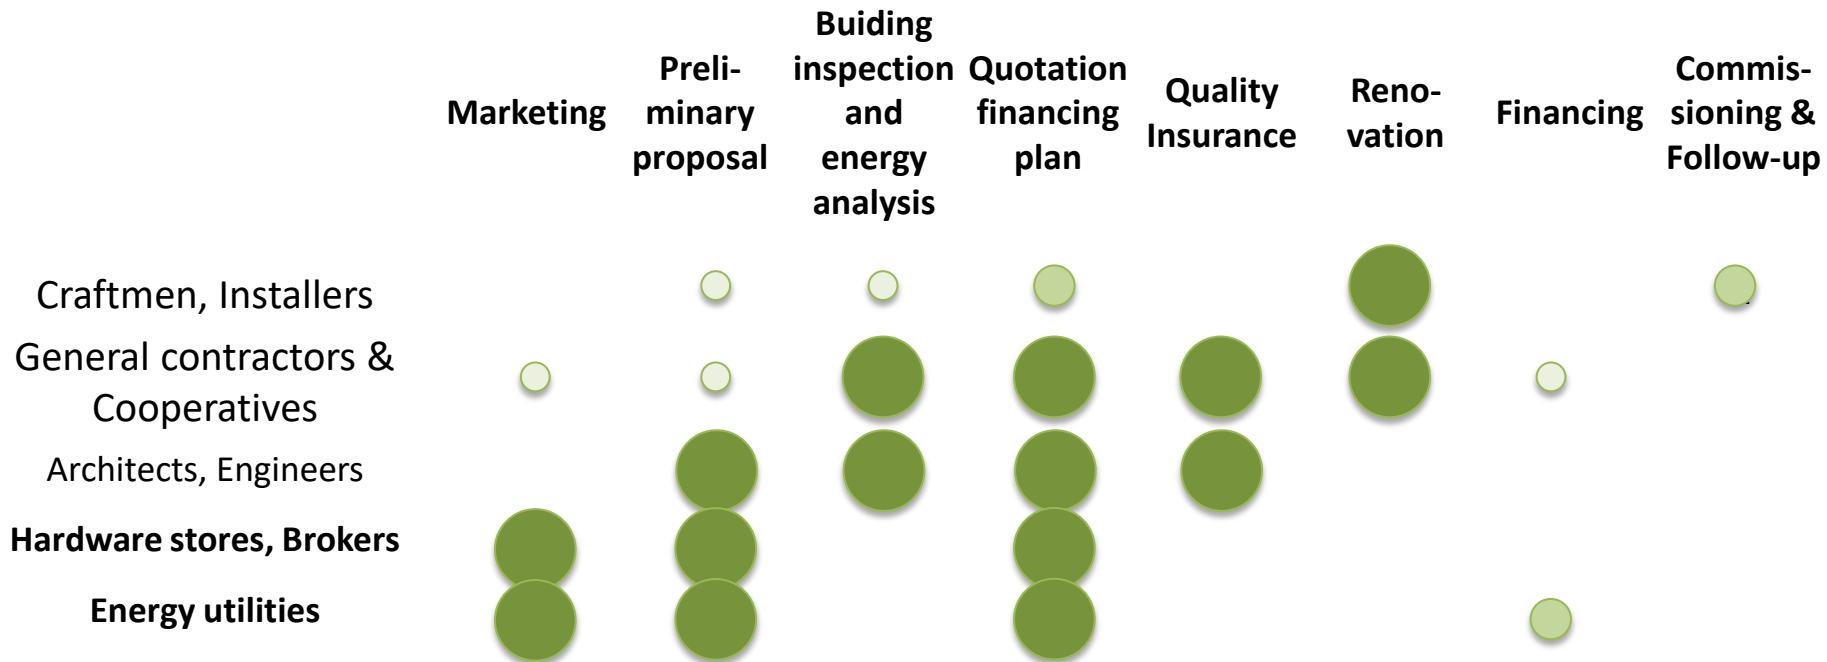 Marketing
Preli-
minary
proposal
Buiding
inspection
and
energy
analysis
Quotation
financing
plan
Quality
Insurance
Reno-
vation
Financing
Commis-
sioning &
Follow-up
Craftmen, Installers
General contractors &
Cooperatives
Architects, Engineers
Hardware stores, Brokers
Energy utilities